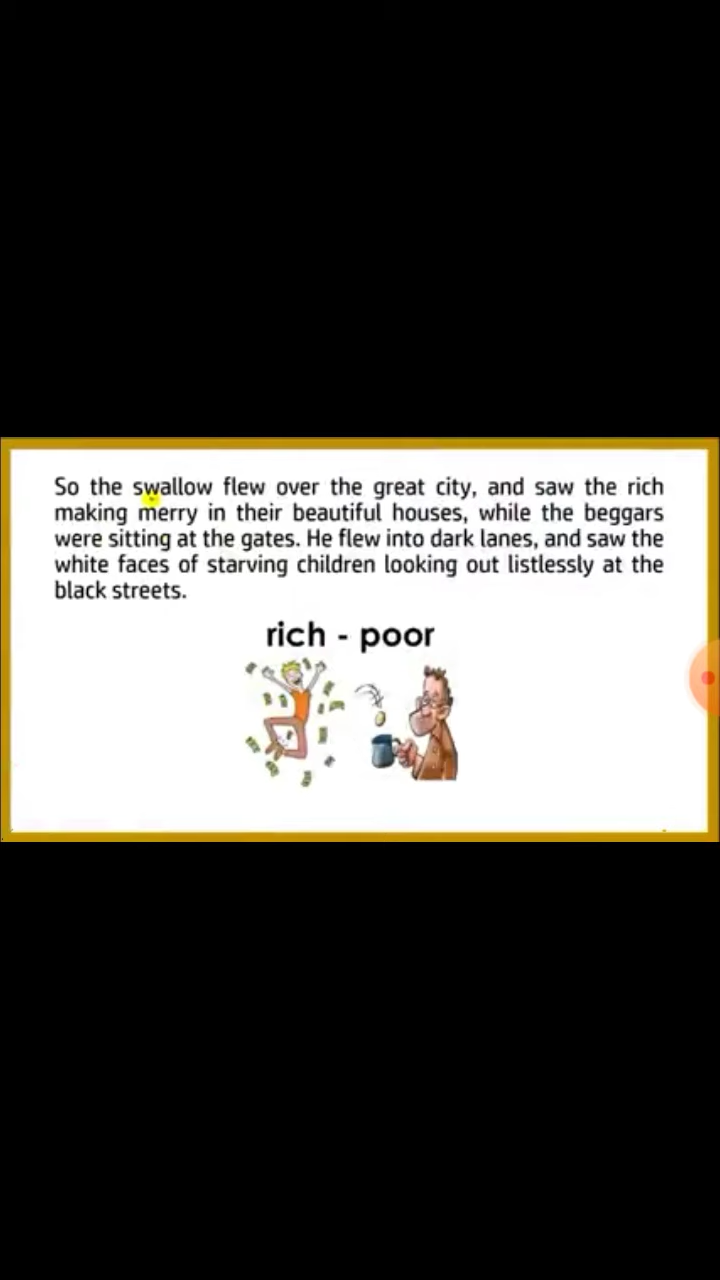 So the swallow flew over the great city, and saw the rich
making merry in their beautiful houses, while the beggars
were sitting at the gates. He flew into dark lanes, and saw the
white faces of starving children looking out listlessly at the
black streets.
rich - poor